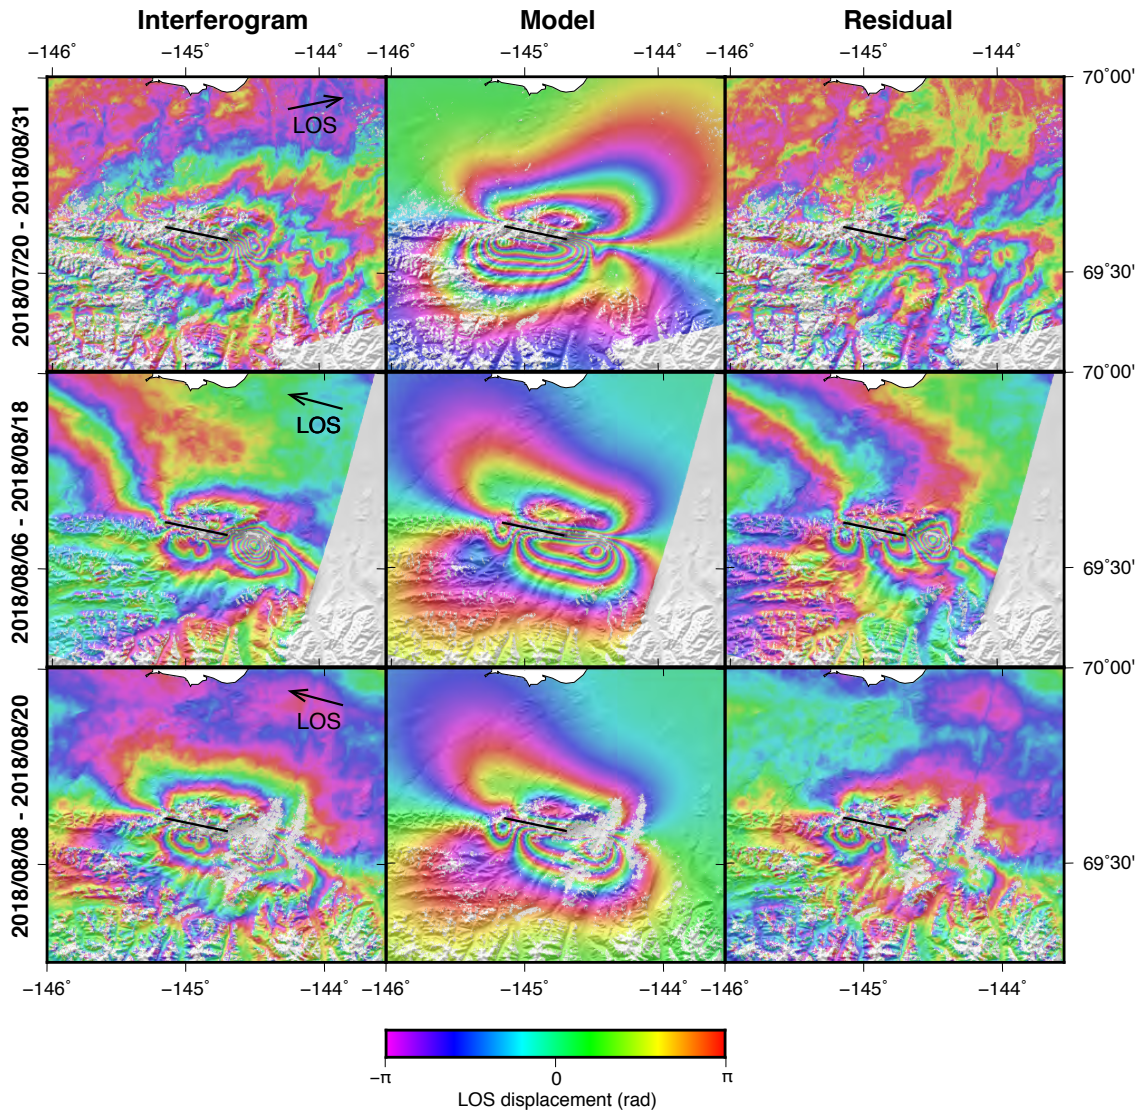 Interferogram Model Residual
−146˚ −145˚ −144˚ −146˚ −145˚ −144˚ −146˚ −145˚ −144˚
2018/07/20 - 2018/08/31
LOS
70˚00'
69˚30'
2018/08/06 - 2018/08/18
LOS
70˚00'
69˚30'
2018/08/08 - 2018/08/20
LOS
70˚00'
69˚30'
−146˚ −145˚ −144˚ −146˚ −145˚ −144˚ −146˚ −145˚ −144˚
−π 0 π
LOS displacement (rad)